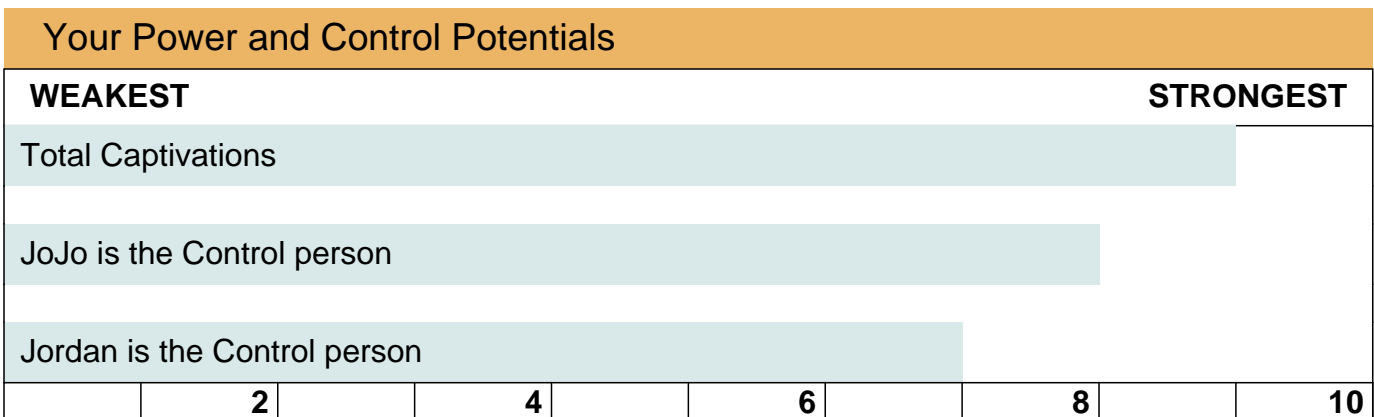 Your Power and Control Potentials
WEAKEST STRONGEST
Total Captivations
JoJo is the Control person
Jordan is the Control person
2 4 6 8 10